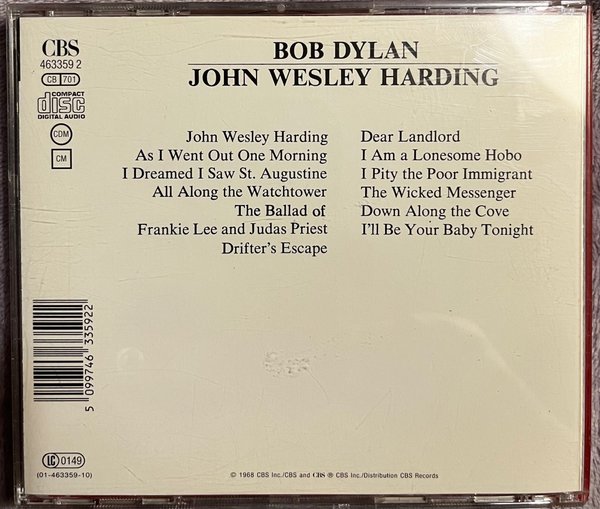 CBS
463359 2
CB 701
COMPACT
disc
DIGITAL AUDIO
CDM
CM
BOB DYLAN
JOHN WESLEY HARDING
John Wesley Harding
As I Went Out One Morning
I Dreamed I Saw St. Augustine
All Along the Watchtower
The Ballad of
Frankie Lee and Judas Priest
Drifter's Escape
Dear Landlord
I Am a Lonesome Hobo
I Pity the Poor Immigrant
The Wicked Messenger
Down Along the Cove
I'll Be Your Baby Tonight
5 099746 335922
LC 0149
(01-463359-10)
© 1968 CBS Inc./CBS and CBS ® CBS Inc./Distribution CBS Records